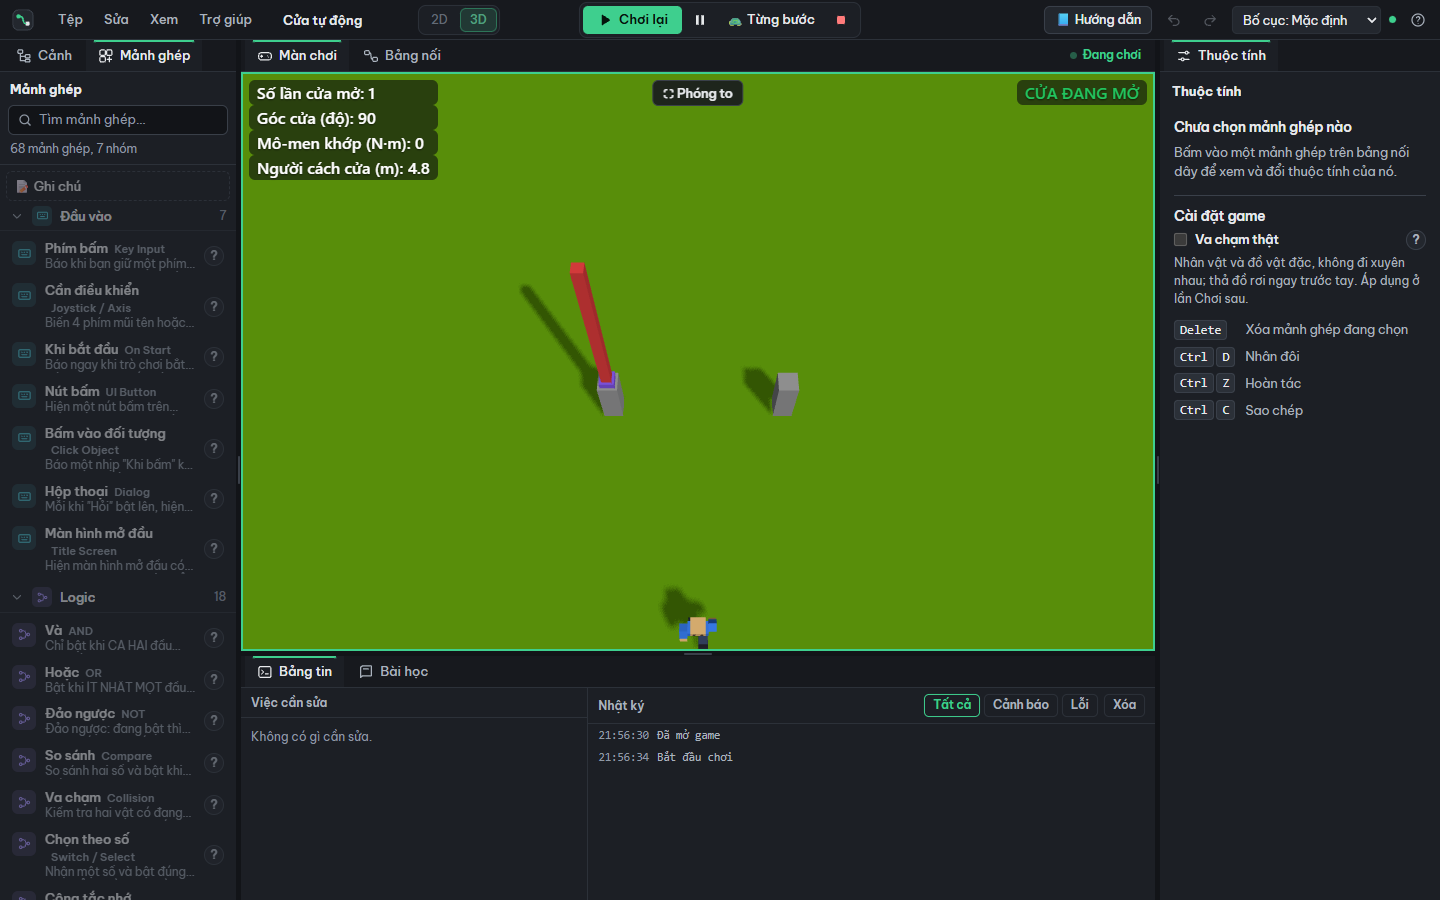 Tệp Sửa Xem Trợ giúp Cửa tự động 2D 3D Chơi lại Từng bước Hướng dẫn Bố cục: Mặc định
Cảnh Mảnh ghép
Mảnh ghép
Tìm mảnh ghép...
68 mảnh ghép, 7 nhóm
Ghi chú
Đầu vào 7
Phím bấm Key Input ?
Báo khi bạn giữ một phím...
Cần điều khiển
Joystick / Axis ?
Biến 4 phím mũi tên hoặc...
Khi bắt đầu On Start ?
Báo ngay khi trò chơi bắt...
Nút bấm UI Button ?
Hiện một nút bấm trên...
Bấm vào đối tượng
Click Object ?
Báo một nhịp "Khi bấm" k...
Hộp thoại Dialog ?
Mỗi khi "Hỏi" bật lên, hiện...
Màn hình mở đầu
Title Screen ?
Hiện màn hình mở đầu có...
Logic 18
Và AND ?
Chỉ bật khi CẢ HAI đầu...
Hoặc OR ?
Bật khi ÍT NHẤT MỘT đầu...
Đảo ngược NOT ?
Đảo ngược: đang bật thì...
So sánh Compare ?
So sánh hai số và bật khi...
Va chạm Collision ?
Kiểm tra hai vật có đang...
Chọn theo số
Switch / Select ?
Nhận một số và bật đúng...
Công tắc nhớ
Màn chơi Bảng nối Đang chơi
Số lần cửa mở: 1
Góc cửa (độ): 90
Mô-men khớp (N·m): 0
Người cách cửa (m): 4.8
Phóng to
CỬA ĐANG MỞ
Bảng tin Bài học
Việc cần sửa
Không có gì cần sửa.
Nhật ký Tất cả Cảnh báo Lỗi Xóa
21:56:30 Đã mở game
21:56:34 Bắt đầu chơi
Thuộc tính
Thuộc tính
Chưa chọn mảnh ghép nào
Bấm vào một mảnh ghép trên bảng nối
dây để xem và đổi thuộc tính của nó.
Cài đặt game
Va chạm thật ?
Nhân vật và đồ vật đặc, không đi xuyên
nhau; thả đồ rơi ngay trước tay. Áp dụng ở
lần Chơi sau.
Delete Xóa mảnh ghép đang chọn
Ctrl D Nhân đôi
Ctrl Z Hoàn tác
Ctrl C Sao chép